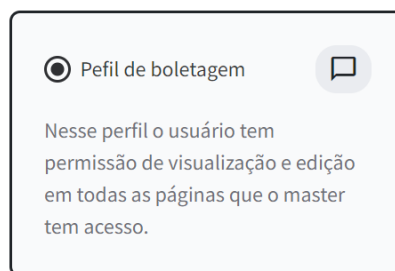 Pefil de boletagem
Nesse perfil o usuário tem
permissão de visualização e edição
em todas as páginas que o master
tem acesso.